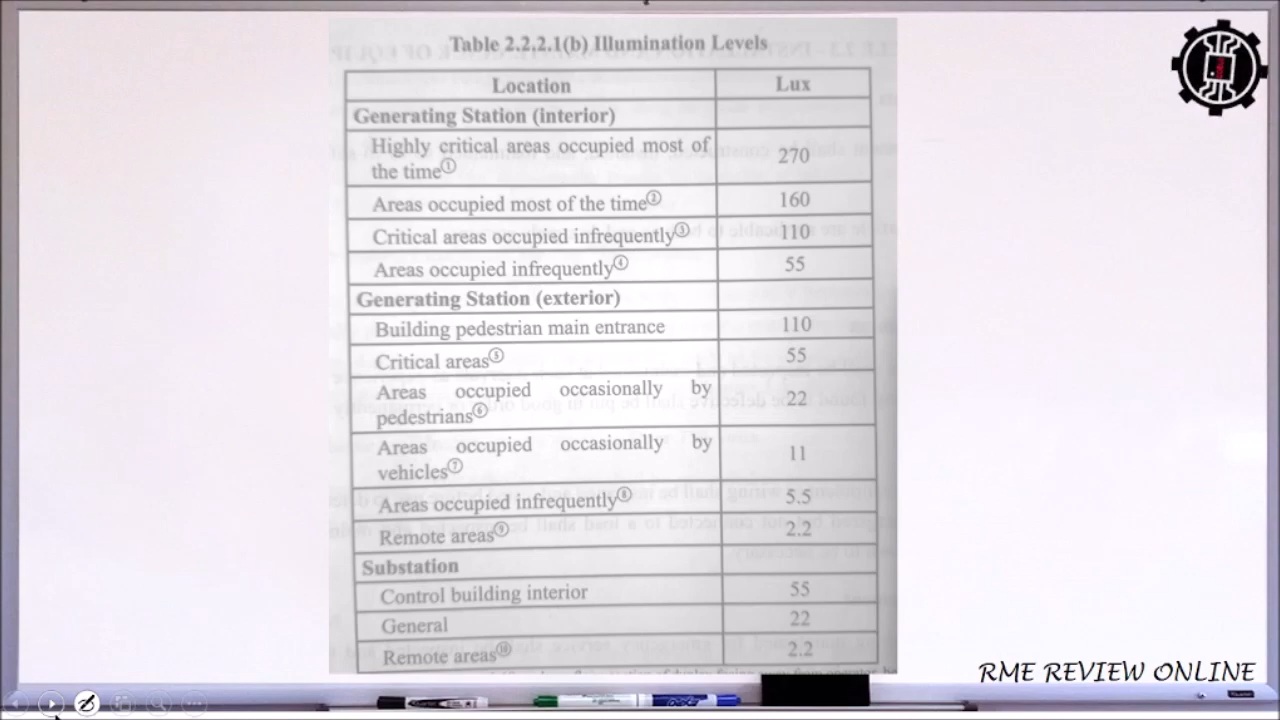 Table 2.2.2.1(b) Illumination Levels
Location Lux
Generating Station (interior)
Highly critical areas occupied most of
the time① 270
Areas occupied most of the time② 160
Critical areas occupied infrequently③ 110
Areas occupied infrequently④ 55
Generating Station (exterior)
Building pedestrian main entrance 110
Critical areas⑤ 55
Areas occupied occasionally by
pedestrians⑥ 22
Areas occupied occasionally by
vehicles⑦ 11
Areas occupied infrequently⑧ 5.5
Remote areas⑨ 2.2
Substation
Control building interior 55
General 22
Remote areas⑩ 2.2
RME REVIEW ONLINE